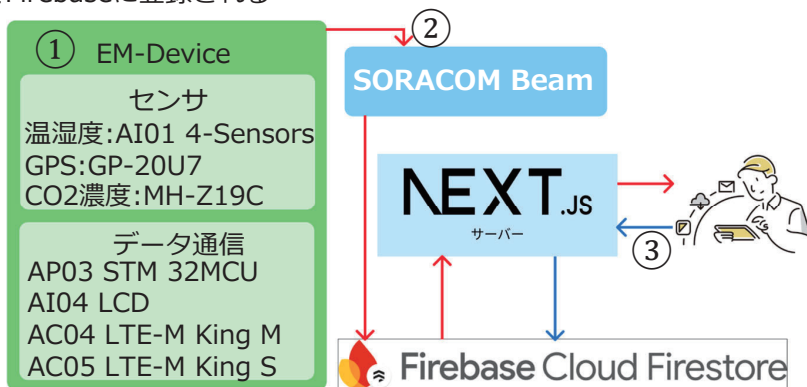 Firebaseに登録される
① EM-Device
センサ
温湿度:AI01 4-Sensors
GPS:GP-20U7
CO2濃度:MH-Z19C
データ通信
AP03 STM 32MCU
AI04 LCD
AC04 LTE-M King M
AC05 LTE-M King S
②
SORACOM Beam
NEXT.JS
サーバー
③
Firebase Cloud Firestore